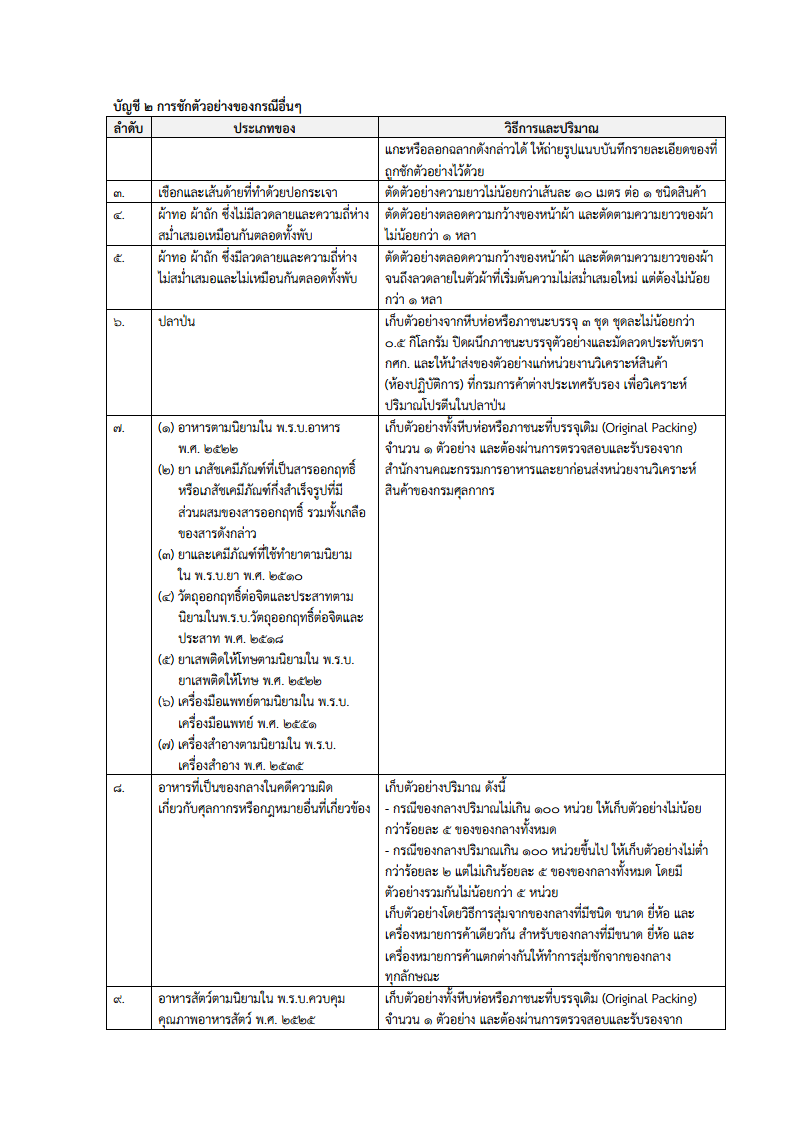 บัญชี ๒ การชักตัวอย่างของกรณีอื่นๆ
ลำดับ ประเภทของ วิธีการและปริมาณ
แกะหรือลอกฉลากดังกล่าวได้ ให้ถ่ายรูปแนบบันทึกรายละเอียดของที่
ถูกชักตัวอย่างไว้ด้วย
๓. เชือกและเส้นด้ายที่ทำด้วยปอกระเจา ตัดตัวอย่างความยาวไม่น้อยกว่าเส้นละ ๑๐ เมตร ต่อ ๑ ชนิดสินค้า
๔. ผ้าทอ ผ้าถัก ซึ่งไม่มีลวดลายและความถี่ห่าง ตัดตัวอย่างตลอดความกว้างของหน้าผ้า และตัดตามความยาวของผ้า
สม่ำเสมอเหมือนกันตลอดทั้งพับ ไม่น้อยกว่า ๑ หลา
๕. ผ้าทอ ผ้าถัก ซึ่งมีลวดลายและความถี่ห่าง ตัดตัวอย่างตลอดความกว้างของหน้าผ้า และตัดตามความยาวของผ้า
ไม่สม่ำเสมอและไม่เหมือนกันตลอดทั้งพับ จนถึงลวดลายในตัวผ้าที่เริ่มต้นความไม่สม่ำเสมอใหม่ แต่ต้องไม่น้อย
กว่า ๑ หลา
๖. ปลาป่น เก็บตัวอย่างจากหีบห่อหรือภาชนะบรรจุ ๓ ชุด ชุดละไม่น้อยกว่า
๐.๕ กิโลกรัม ปิดผนึกภาชนะบรรจุตัวอย่างและมัดลวดประทับตรา
กศก. และให้นำส่งของตัวอย่างแก่หน่วยงานวิเคราะห์สินค้า
(ห้องปฏิบัติการ) ที่กรมการค้าต่างประเทศรับรอง เพื่อวิเคราะห์
ปริมาณโปรตีนในปลาป่น
๗. (๑) อาหารตามนิยามใน พ.ร.บ.อาหาร เก็บตัวอย่างทั้งหีบห่อหรือภาชนะที่บรรจุเดิม (Original Packing)
พ.ศ. ๒๕๒๒ จำนวน ๑ ตัวอย่าง และต้องผ่านการตรวจสอบและรับรองจาก
(๒) ยา เภสัชเคมีภัณฑ์ที่เป็นสารออกฤทธิ์ สำนักงานคณะกรรมการอาหารและยาก่อนส่งหน่วยงานวิเคราะห์
หรือเภสัชเคมีภัณฑ์กึ่งสำเร็จรูปที่มี สินค้าของกรมศุลกากร
ส่วนผสมของสารออกฤทธิ์ รวมทั้งเกลือ
ของสารดังกล่าว
(๓) ยาและเคมีภัณฑ์ที่ใช้ทำยาตามนิยาม
ใน พ.ร.บ.ยา พ.ศ. ๒๕๑๐
(๔) วัตถุออกฤทธิ์ต่อจิตและประสาทตาม
นิยามในพ.ร.บ.วัตถุออกฤทธิ์ต่อจิตและ
ประสาท พ.ศ. ๒๕๑๘
(๕) ยาเสพติดให้โทษตามนิยามใน พ.ร.บ.
ยาเสพติดให้โทษ พ.ศ. ๒๕๒๒
(๖) เครื่องมือแพทย์ตามนิยามใน พ.ร.บ.
เครื่องมือแพทย์ พ.ศ. ๒๕๕๑
(๗) เครื่องสำอางตามนิยามใน พ.ร.บ.
เครื่องสำอาง พ.ศ. ๒๕๓๕
๘. อาหารที่เป็นของกลางในคดีความผิด เก็บตัวอย่างปริมาณ ดังนี้
เกี่ยวกับศุลกากรหรือกฎหมายอื่นที่เกี่ยวข้อง - กรณีของกลางปริมาณไม่เกิน ๑๐๐ หน่วย ให้เก็บตัวอย่างไม่น้อย
กว่าร้อยละ ๕ ของของกลางทั้งหมด
- กรณีของกลางปริมาณเกิน ๑๐๐ หน่วยขึ้นไป ให้เก็บตัวอย่างไม่ต่ำ
กว่าร้อยละ ๒ แต่ไม่เกินร้อยละ ๕ ของของกลางทั้งหมด โดยมี
ตัวอย่างรวมกันไม่น้อยกว่า ๕ หน่วย
เก็บตัวอย่างโดยวิธีการสุ่มจากของกลางที่มีชนิด ขนาด ยี่ห้อ และ
เครื่องหมายการค้าเดียวกัน สำหรับของกลางที่มีขนาด ยี่ห้อ และ
เครื่องหมายการค้าแตกต่างกันให้ทำการสุ่มชักจากของกลาง
ทุกลักษณะ
๙. อาหารสัตว์ตามนิยามใน พ.ร.บ.ควบคุม เก็บตัวอย่างทั้งหีบห่อหรือภาชนะที่บรรจุเดิม (Original Packing)
คุณภาพอาหารสัตว์ พ.ศ. ๒๕๒๕ จำนวน ๑ ตัวอย่าง และต้องผ่านการตรวจสอบและรับรองจาก